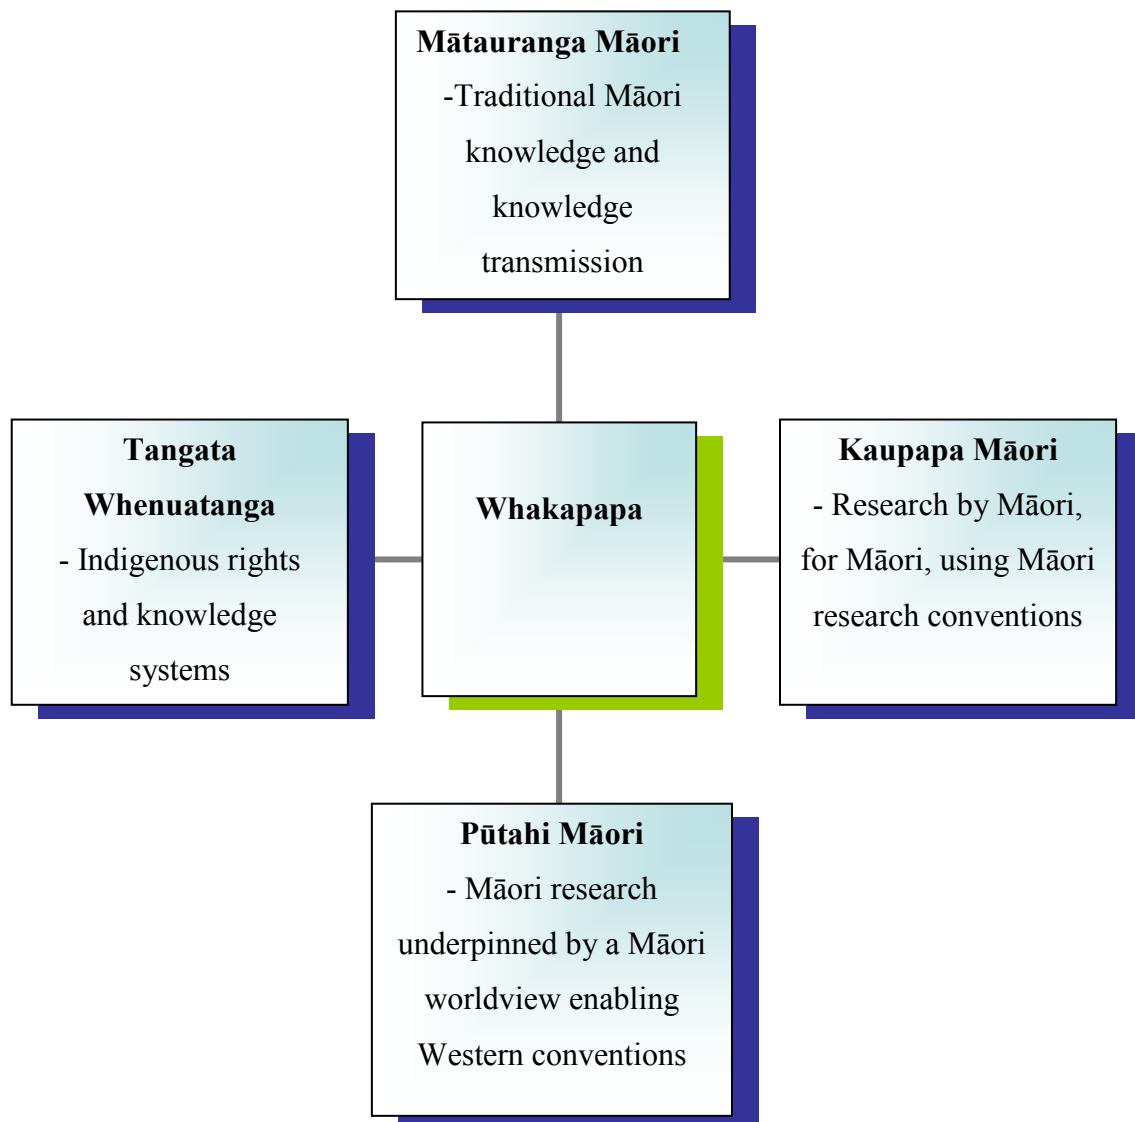 Mātauranga Māori
-Traditional Māori
knowledge and
knowledge
transmission
Tangata
Whenuatanga
- Indigenous rights
and knowledge
systems
Whakapapa
Kaupapa Māori
- Research by Māori,
for Māori, using Māori
research conventions
Pūtahi Māori
- Māori research
underpinned by a Māori
worldview enabling
Western conventions